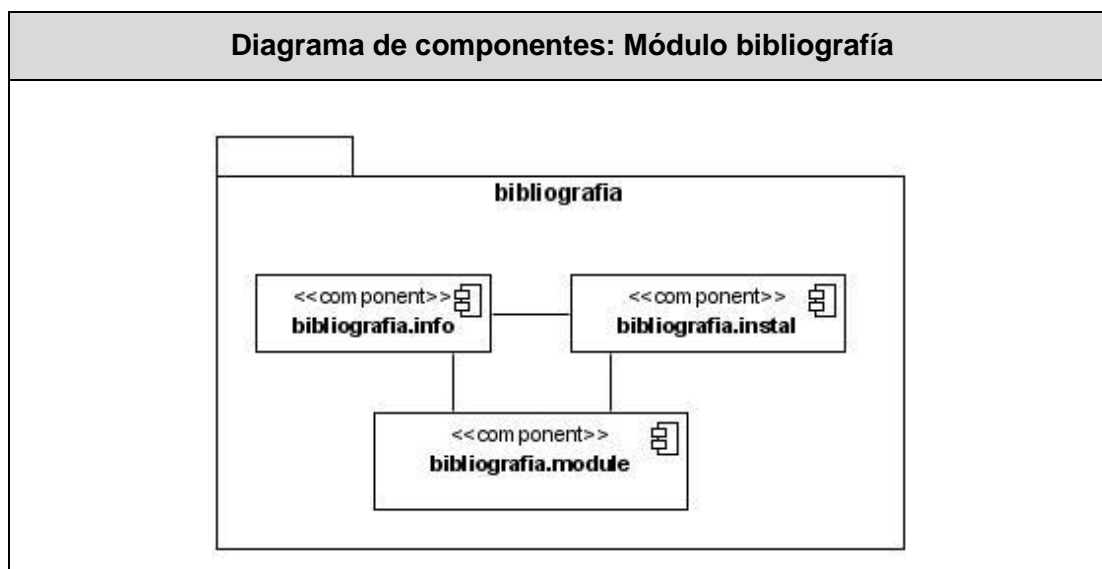 Diagrama de componentes: Módulo bibliografía
bibliografia
<<component>>
bibliografia.info
<<component>>
bibliografia.instal
<<component>>
bibliografia.module